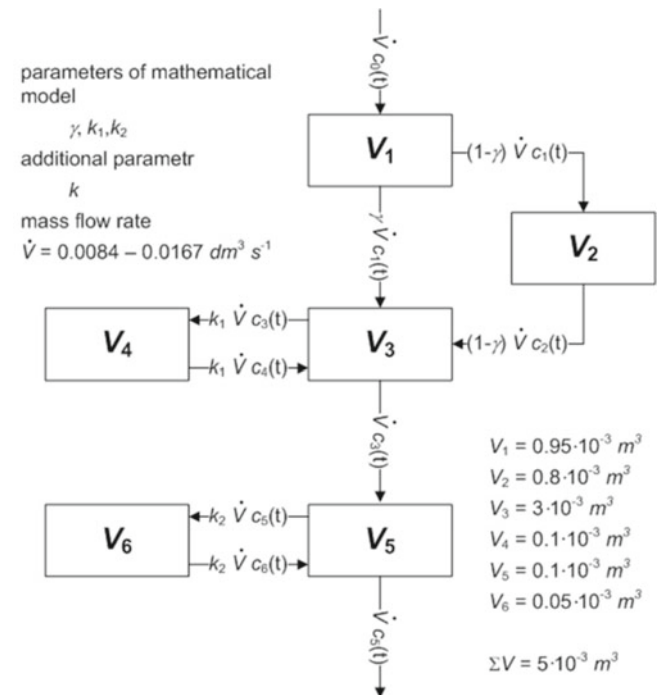 parameters of mathematical
model
γ, k₁,k₂
additional parametr
k
mass flow rate
V̇ = 0.0084 – 0.0167 dm³ s⁻¹
V̇ c₀(t)
V₁
(1-γ) V̇ c₁(t)
γ V̇ c₁(t)
V₂
V₄
k₁ V̇ c₃(t)
k₁ V̇ c₄(t)
V₃
(1-γ) V̇ c₂(t)
V̇ c₃(t)
V₆
k₂ V̇ c₅(t)
k₂ V̇ c₆(t)
V₅
V̇ c₅(t)
V₁ = 0.95·10⁻³ m³
V₂ = 0.8·10⁻³ m³
V₃ = 3·10⁻³ m³
V₄ = 0.1·10⁻³ m³
V₅ = 0.1·10⁻³ m³
V₆ = 0.05·10⁻³ m³
ΣV = 5·10⁻³ m³